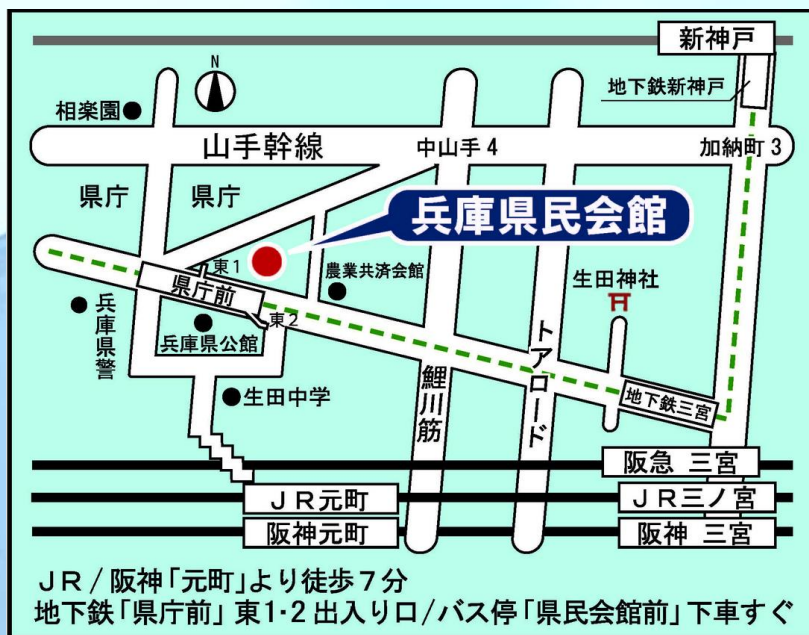 新神戸
地下鉄新神戸
N
相楽園
山手幹線
中山手4
加納町3
県庁
県庁
兵庫県民会館
東1
農業共済会館
生田神社
県庁前
東2
兵庫県警
兵庫県公館
トアロード
地下鉄三宮
鯉川筋
生田中学
阪急 三宮
JR元町
JR三ノ宮
阪神元町
阪神 三宮
JR/阪神「元町」より徒歩7分
地下鉄「県庁前」東1・2出入り口/バス停「県民会館前」下車すぐ